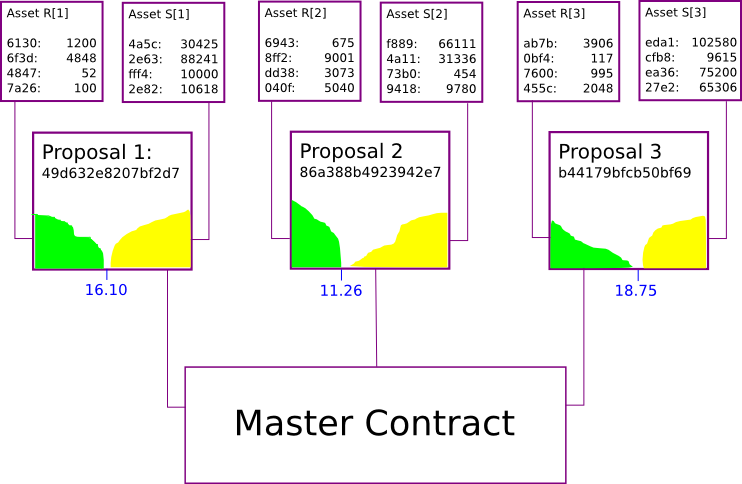 Asset R[1]
6130: 1200
6f3d: 4848
4847: 52
7a26: 100
Asset S[1]
4a5c: 30425
2e63: 88241
fff4: 10000
2e82: 10618
Asset R[2]
6943: 675
8ff2: 9001
dd38: 3073
040f: 5040
Asset S[2]
f889: 66111
4a11: 31336
73b0: 454
9418: 9780
Asset R[3]
ab7b: 3906
0bf4: 117
7600: 995
455c: 2048
Asset S[3]
eda1: 102580
cfb8: 9615
ea36: 75200
27e2: 65306
Proposal 1:
49d632e8207bf2d7
16.10
Proposal 2
86a388b4923942e7
11.26
Proposal 3
b44179bfcb50bf69
18.75
Master Contract